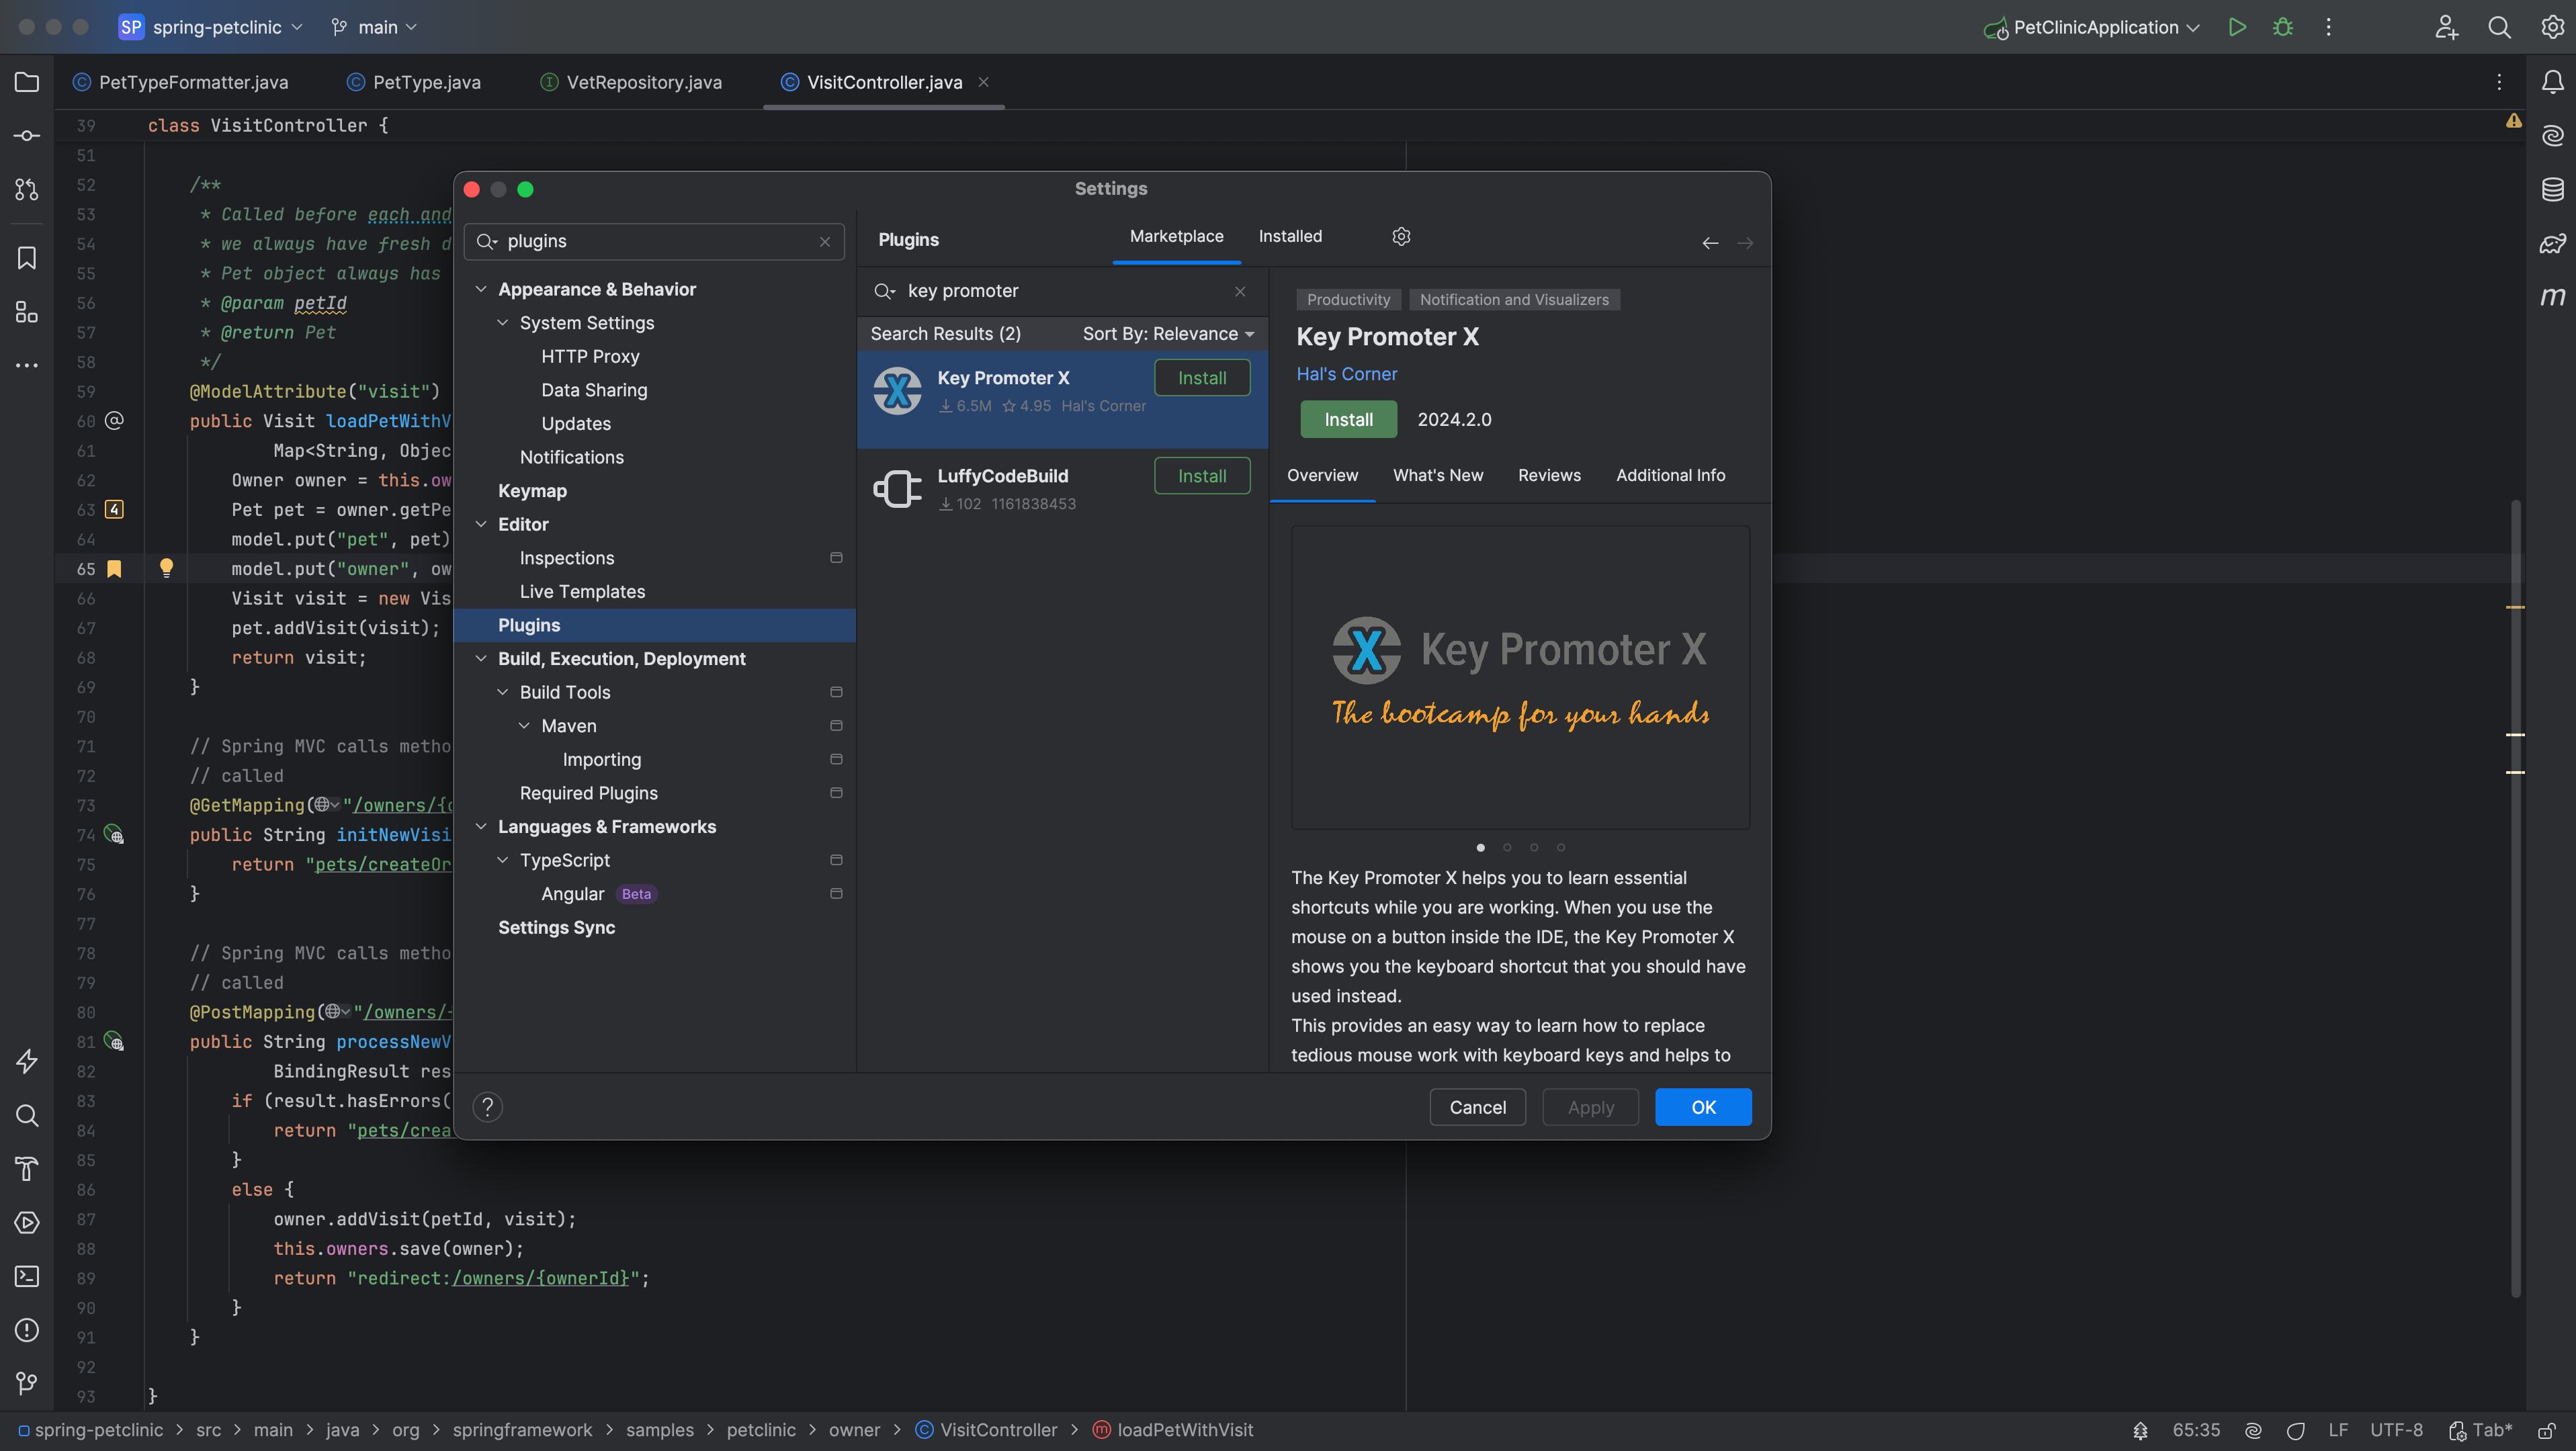 SP spring-petclinic main PetClinicApplication
PetTypeFormatter.java PetType.java VetRepository.java VisitController.java
39 class VisitController {
51
52 /**
53 * Called before each and
54 * we always have fresh d
55 * Pet object always has
56 * @param petId
57 * @return Pet
58 */
59 @ModelAttribute("visit")
60 public Visit loadPetWithV
61 Map<String, Objec
62 Owner owner = this.ow
63 4 Pet pet = owner.getPe
64 model.put("pet", pet)
65 model.put("owner", ow
66 Visit visit = new Vis
67 pet.addVisit(visit);
68 return visit;
69 }
70
71 // Spring MVC calls metho
72 // called
73 @GetMapping("/owners/{o
74 public String initNewVisi
75 return "pets/createOr
76 }
77
78 // Spring MVC calls metho
79 // called
80 @PostMapping("/owners/{
81 public String processNewV
82 BindingResult res
83 if (result.hasErrors(
84 return "pets/crea
85 }
86 else {
87 owner.addVisit(petId, visit);
88 this.owners.save(owner);
89 return "redirect:/owners/{ownerId}";
90 }
91 }
92
93 }
Settings
plugins
Appearance & Behavior
System Settings
HTTP Proxy
Data Sharing
Updates
Notifications
Keymap
Editor
Inspections
Live Templates
Plugins
Build, Execution, Deployment
Build Tools
Maven
Importing
Required Plugins
Languages & Frameworks
TypeScript
Angular Beta
Settings Sync
Plugins Marketplace Installed
key promoter
Search Results (2) Sort By: Relevance
Key Promoter X Install
6.5M 4.95 Hal's Corner
LuffyCodeBuild Install
102 1161838453
Productivity Notification and Visualizers
Key Promoter X
Hal's Corner
Install 2024.2.0
Overview What's New Reviews Additional Info
X Key Promoter X
The bootcamp for your hands
The Key Promoter X helps you to learn essential
shortcuts while you are working. When you use the
mouse on a button inside the IDE, the Key Promoter X
shows you the keyboard shortcut that you should have
used instead.
This provides an easy way to learn how to replace
tedious mouse work with keyboard keys and helps to
? Cancel Apply OK
spring-petclinic > src > main > java > org > springframework > samples > petclinic > owner > VisitController > loadPetWithVisit
65:35 LF UTF-8 Tab*